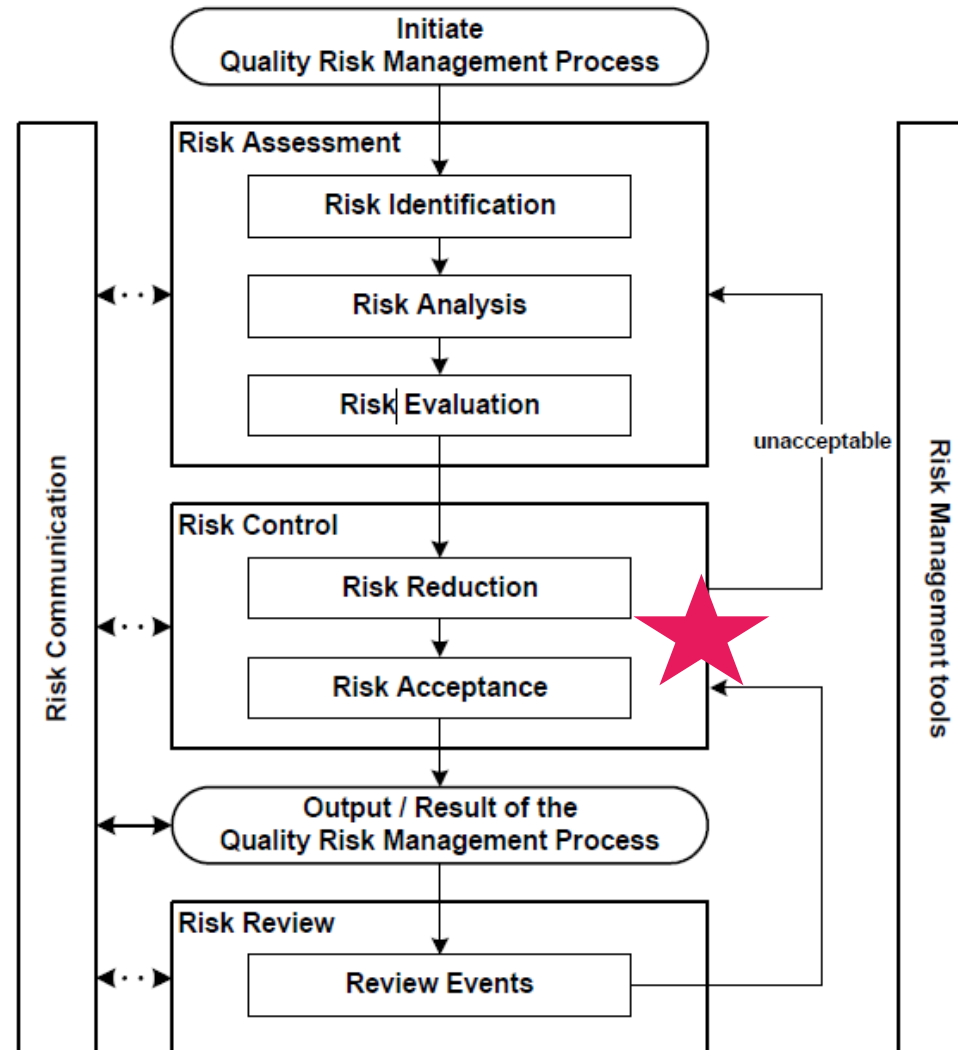 Initiate
Quality Risk Management Process
Risk Assessment
Risk Identification
Risk Analysis
Risk Evaluation
unacceptable
Risk Control
Risk Reduction
Risk Acceptance
Output / Result of the
Quality Risk Management Process
Risk Review
Review Events
Risk Communication
Risk Management tools